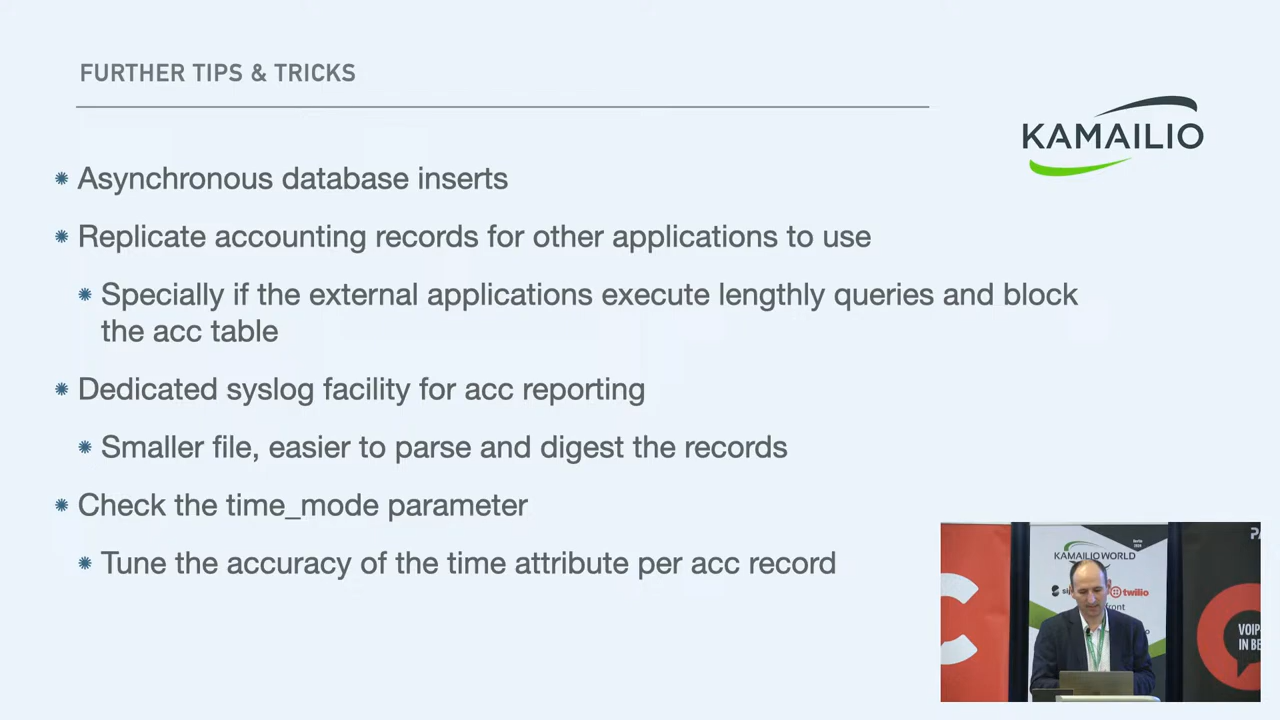 FURTHER TIPS & TRICKS
KAMAILIO
Asynchronous database inserts
Replicate accounting records for other applications to use
Specially if the external applications execute lengthly queries and block
the acc table
Dedicated syslog facility for acc reporting
Smaller file, easier to parse and digest the records
Check the time_mode parameter
Tune the accuracy of the time attribute per acc record
Berlin
KAMAILIO WORLD
twilio
front
VOIP
IN BE